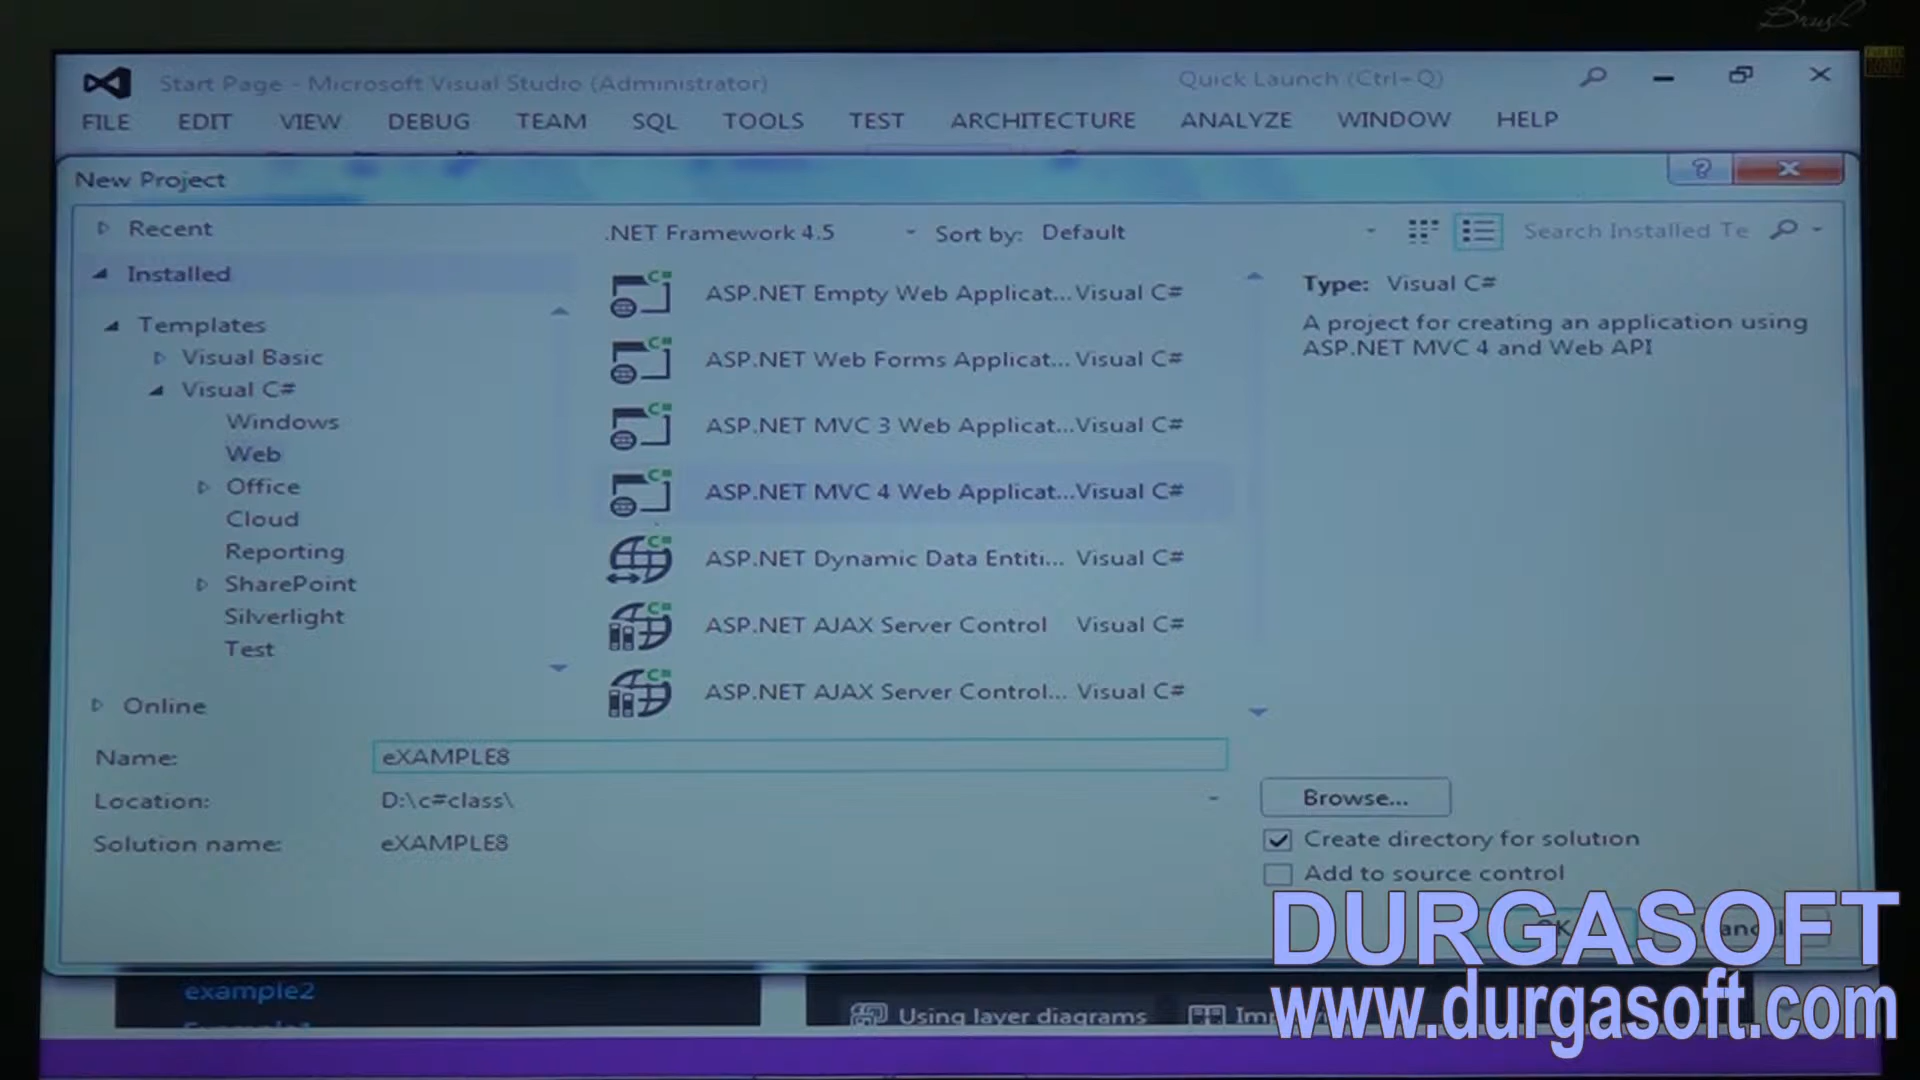 Brush
Start Page - Microsoft Visual Studio (Administrator)
Quick Launch (Ctrl+Q)
FILE EDIT VIEW DEBUG TEAM SQL TOOLS TEST ARCHITECTURE ANALYZE WINDOW HELP
New Project
Recent
Installed
Templates
Visual Basic
Visual C#
Windows
Web
Office
Cloud
Reporting
SharePoint
Silverlight
Test
Online
.NET Framework 4.5
Sort by: Default
Search Installed Te
ASP.NET Empty Web Applicat... Visual C#
ASP.NET Web Forms Applicat... Visual C#
ASP.NET MVC 3 Web Applicat... Visual C#
ASP.NET MVC 4 Web Applicat... Visual C#
ASP.NET Dynamic Data Entiti... Visual C#
ASP.NET AJAX Server Control Visual C#
ASP.NET AJAX Server Control... Visual C#
Type: Visual C#
A project for creating an application using
ASP.NET MVC 4 and Web API
Name: eXAMPLE8
Location: D:\c#class\
Solution name: eXAMPLE8
Browse...
Create directory for solution
Add to source control
DURGASOFT
www.durgasoft.com
example2
Using layer diagrams